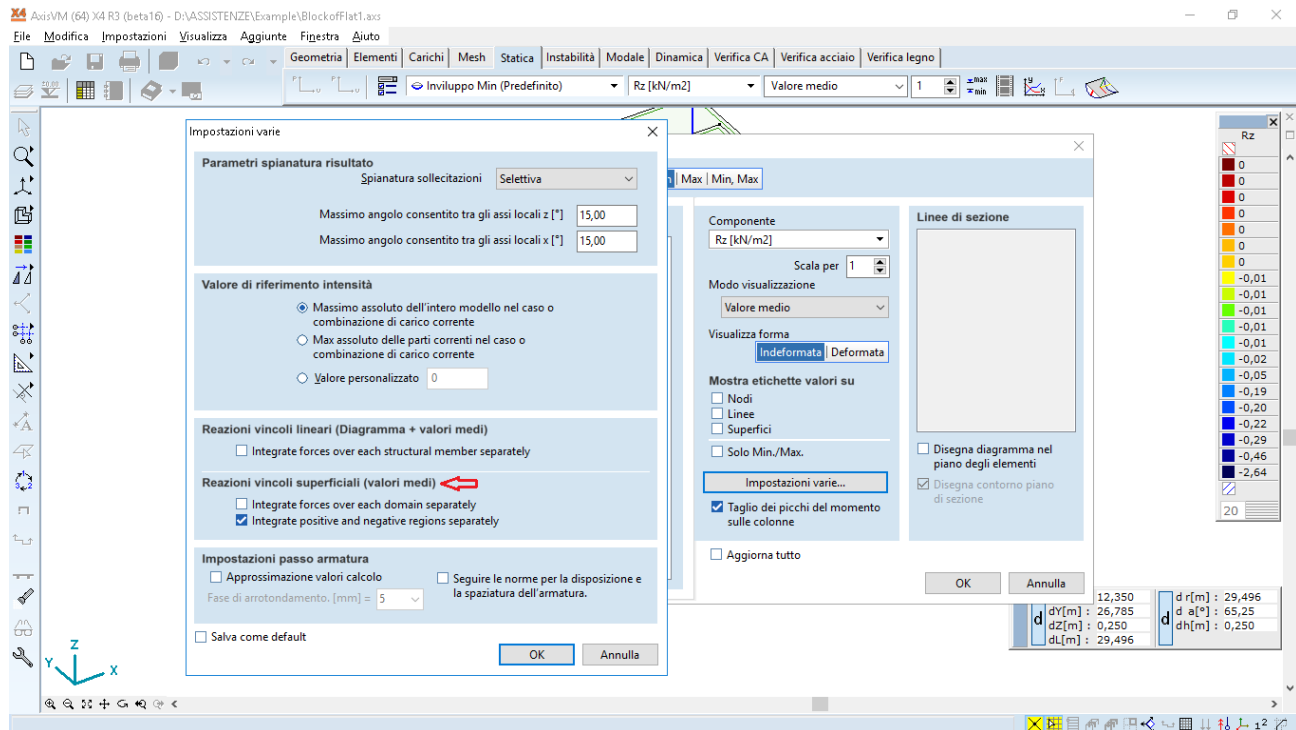 AxisVM (64) X4 R3 (beta16) - D:\ASSISTENZE\Example\BlockofFlat1.axs
File Modifica Impostazioni Visualizza Aggiunte Finestra Aiuto
Geometria Elementi Carichi Mesh Statica Instabilità Modale Dinamica Verifica CA Verifica acciaio Verifica legno
Inviluppo Min (Predefinito) Rz [kN/m2] Valore medio 1
Impostazioni varie
Parametri spianatura risultato
Spianatura sollecitazioni Selettiva
Massimo angolo consentito tra gli assi locali z [°] 15,00
Massimo angolo consentito tra gli assi locali x [°] 15,00
Valore di riferimento intensità
Massimo assoluto dell'intero modello nel caso o
combinazione di carico corrente
Max assoluto delle parti correnti nel caso o
combinazione di carico corrente
Valore personalizzato 0
Reazioni vincoli lineari (Diagramma + valori medi)
Integrate forces over each structural member separately
Reazioni vincoli superficiali (valori medi)
Integrate forces over each domain separately
Integrate positive and negative regions separately
Impostazioni passo armatura
Approssimazione valori calcolo
Seguire le norme per la disposizione e
la spaziatura dell'armatura.
Fase di arrotondamento. [mm] = 5
Salva come default
OK Annulla
Max Min, Max
Componente
Rz [kN/m2]
Scala per 1
Modo visualizzazione
Valore medio
Visualizza forma
Indeformata Deformata
Mostra etichette valori su
Nodi
Linee
Superfici
Solo Min./Max.
Impostazioni varie...
Taglio dei picchi del momento
sulle colonne
Aggiorna tutto
Linee di sezione
Disegna diagramma nel
piano degli elementi
Disegna contorno piano
di sezione
OK Annulla
Rz
0
0
0
0
0
0
0
-0,01
-0,01
-0,01
-0,01
-0,01
-0,02
-0,05
-0,19
-0,20
-0,22
-0,29
-0,46
-2,64
20
12,350
dY[m] : 26,785
dZ[m] : 0,250
dL[m] : 29,496
d
d r[m] : 29,496
d a[°] : 65,25
dh[m] : 0,250
d
Z
Y
X